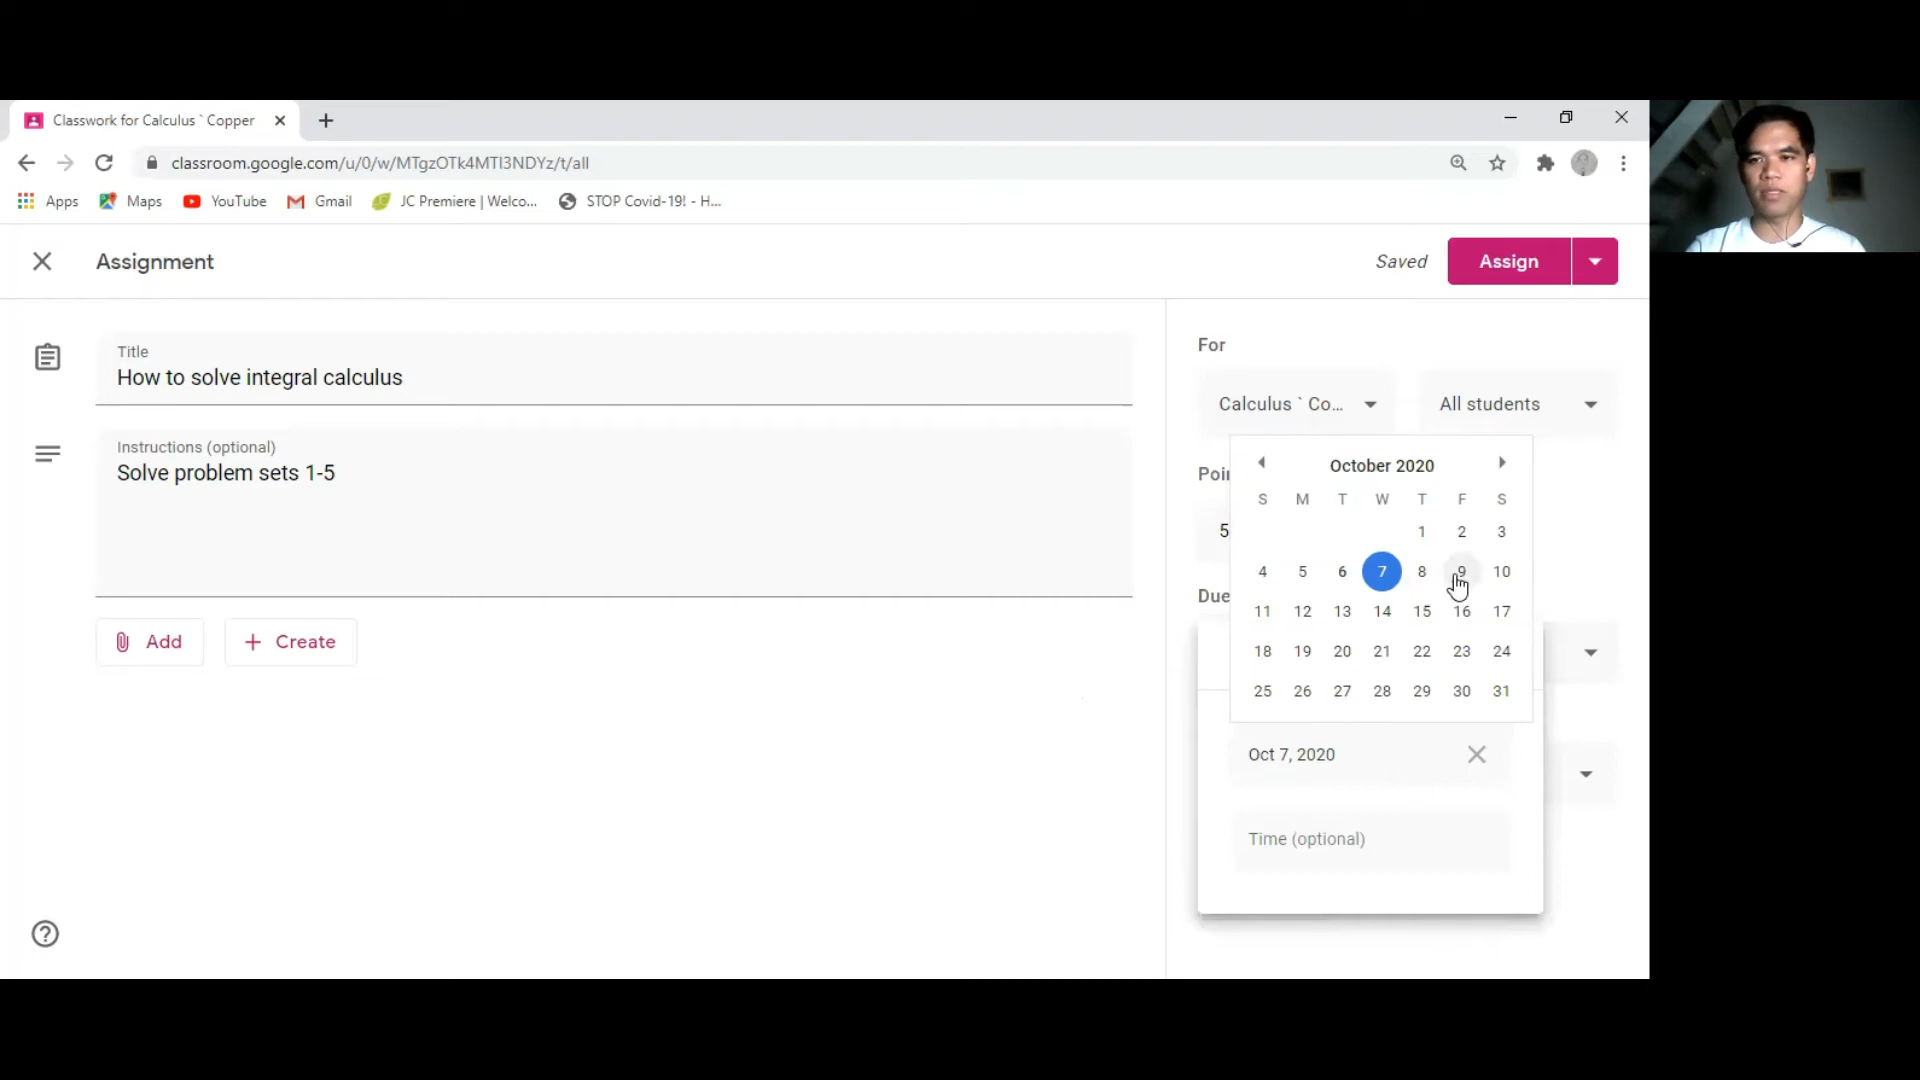 Classwork for Calculus ` Copper
classroom.google.com/u/0/w/MTgzOTk4MTI3NDYz/t/all
Apps Maps YouTube Gmail JC Premiere | Welco... STOP Covid-19! - H...
Assignment
Saved
Assign
Title
How to solve integral calculus
Instructions (optional)
Solve problem sets 1-5
Add
Create
For
Calculus ` Co...
All students
Poi
5
Due
October 2020
S M T W T F S
1 2 3
4 5 6 7 8 9 10
11 12 13 14 15 16 17
18 19 20 21 22 23 24
25 26 27 28 29 30 31
Oct 7, 2020
Time (optional)